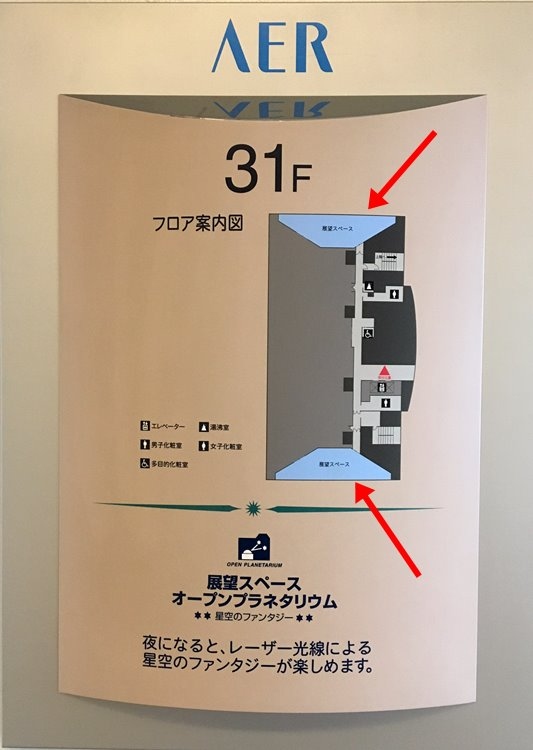 AER
31F
フロア案内図
展望スペース
エレベーター
湯沸室
男子化粧室
女子化粧室
多目的化粧室
展望スペース
OPEN PLANETARIUM
展望スペース
オープンプラネタリウム
** 星空のファンタジー **
夜になると、レーザー光線による
星空のファンタジーが楽しめます。